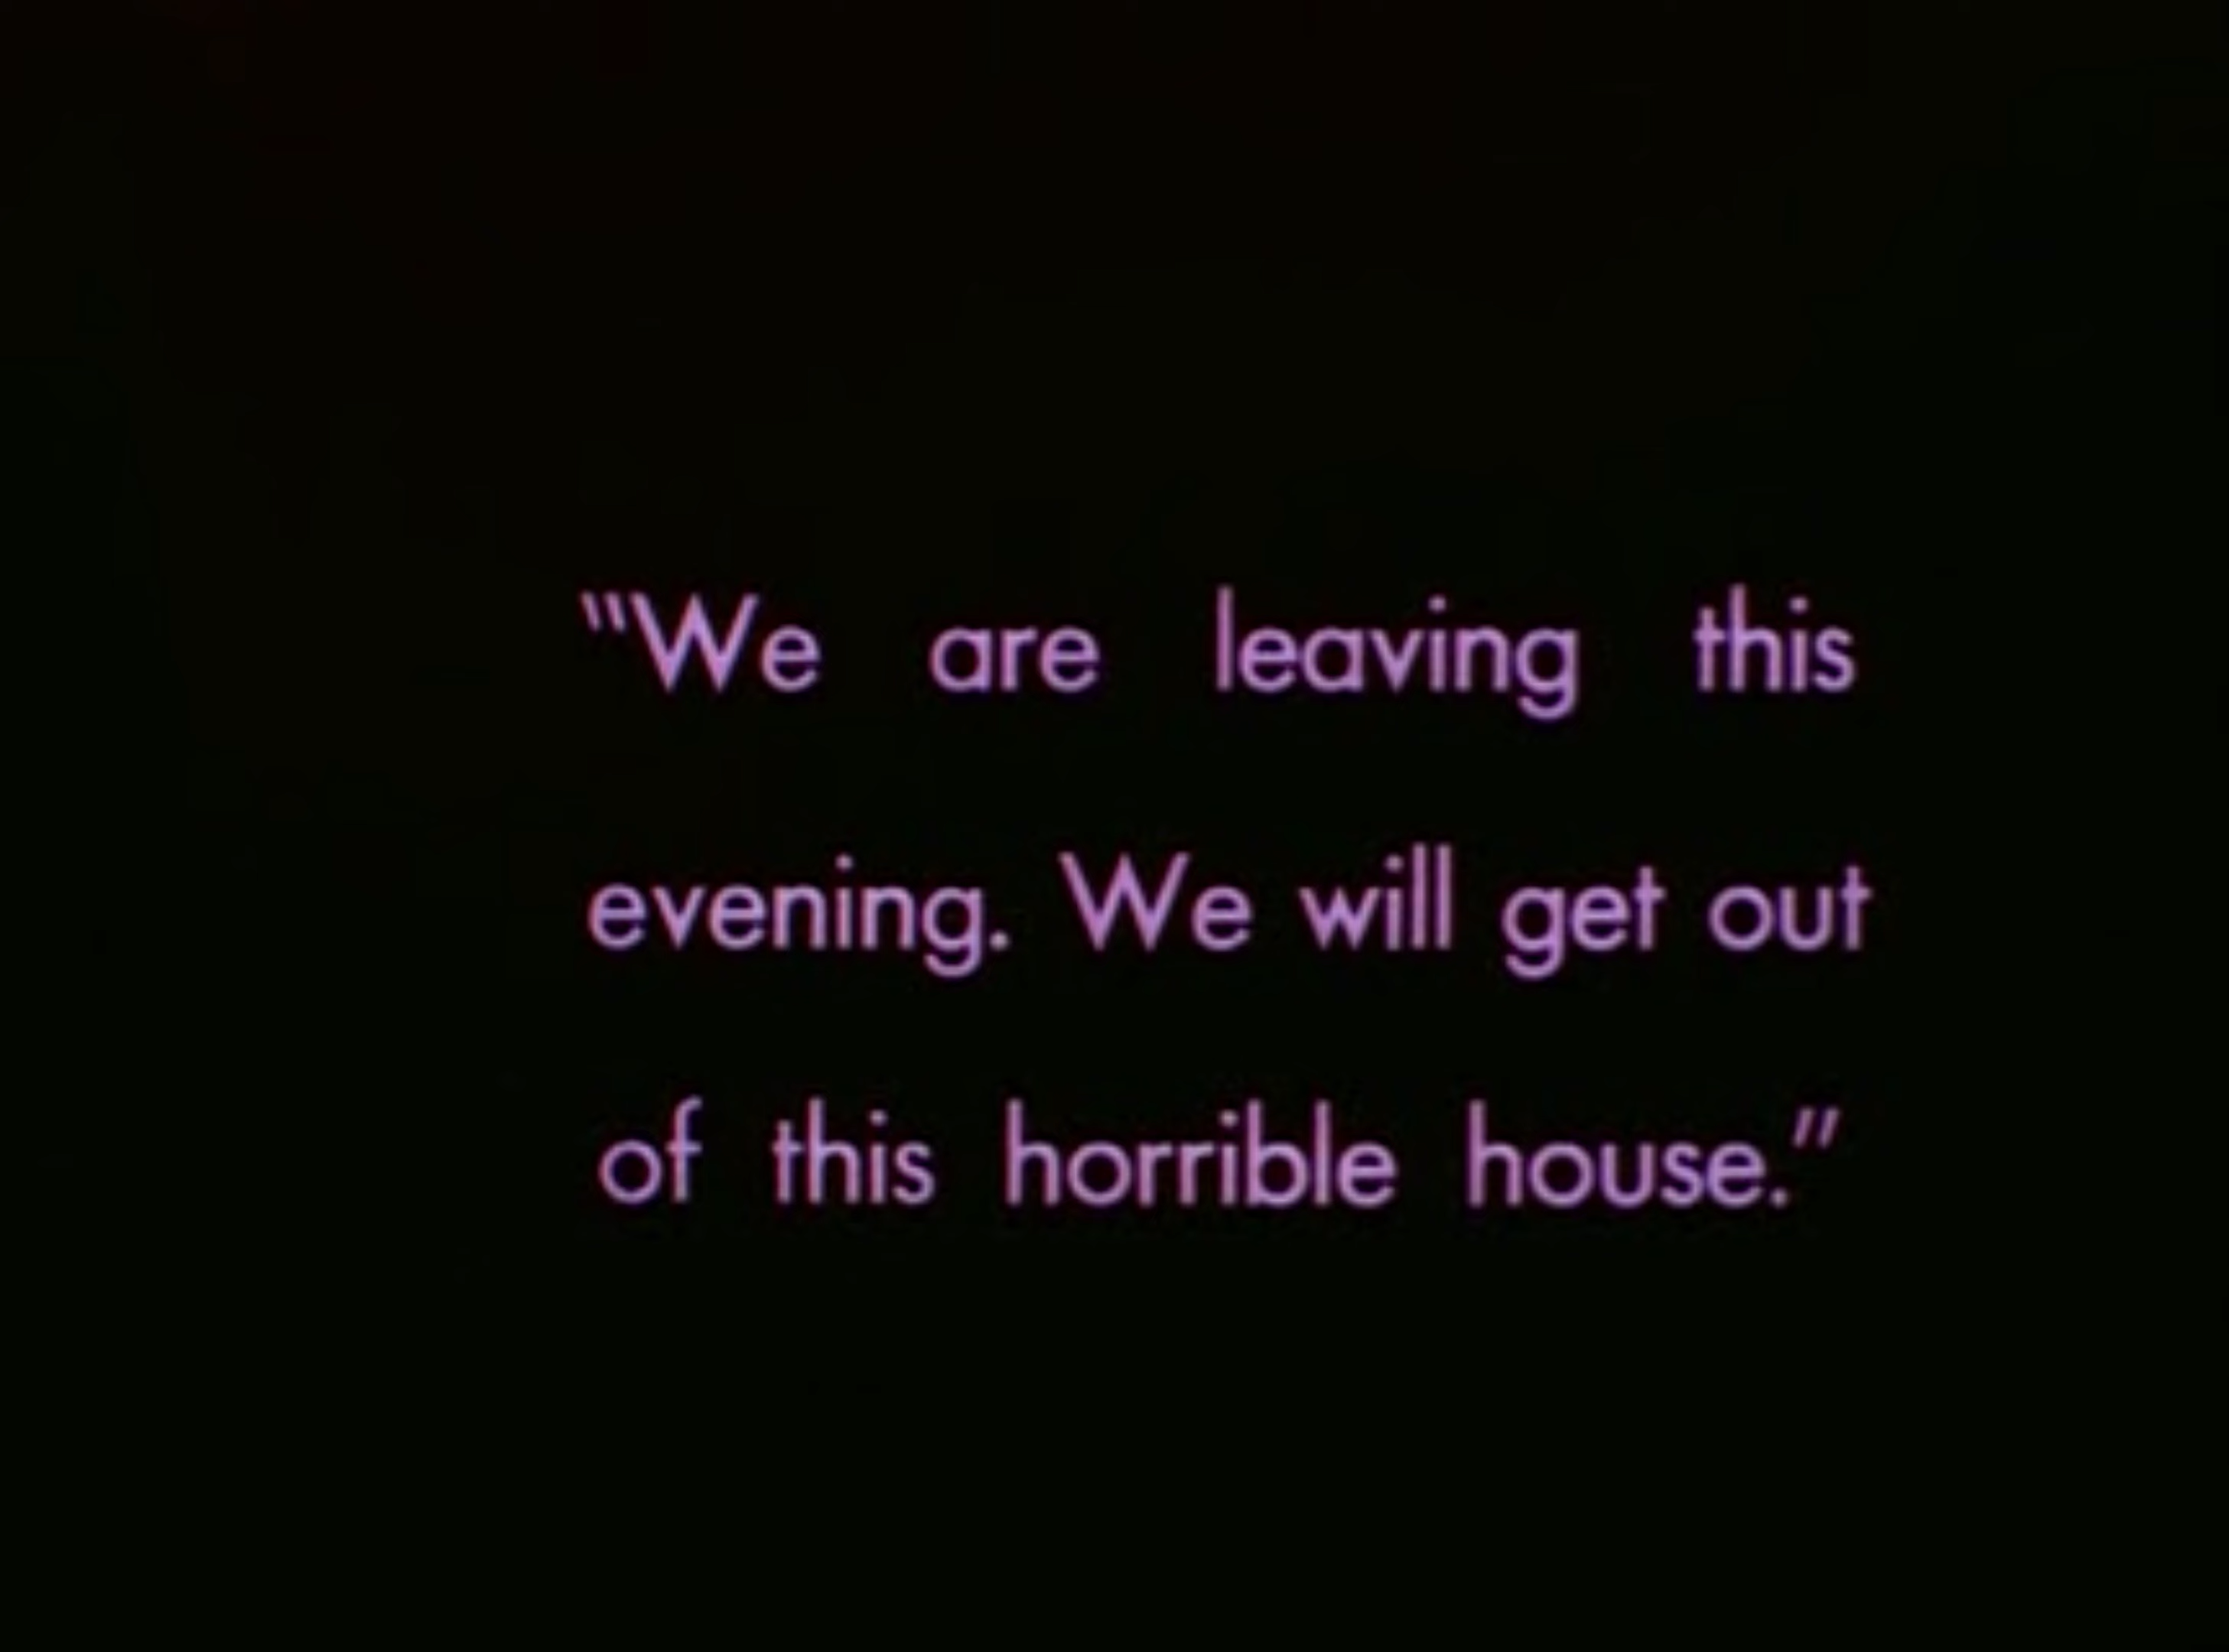 “We are leaving this
evening. We will get out
of this horrible house.”